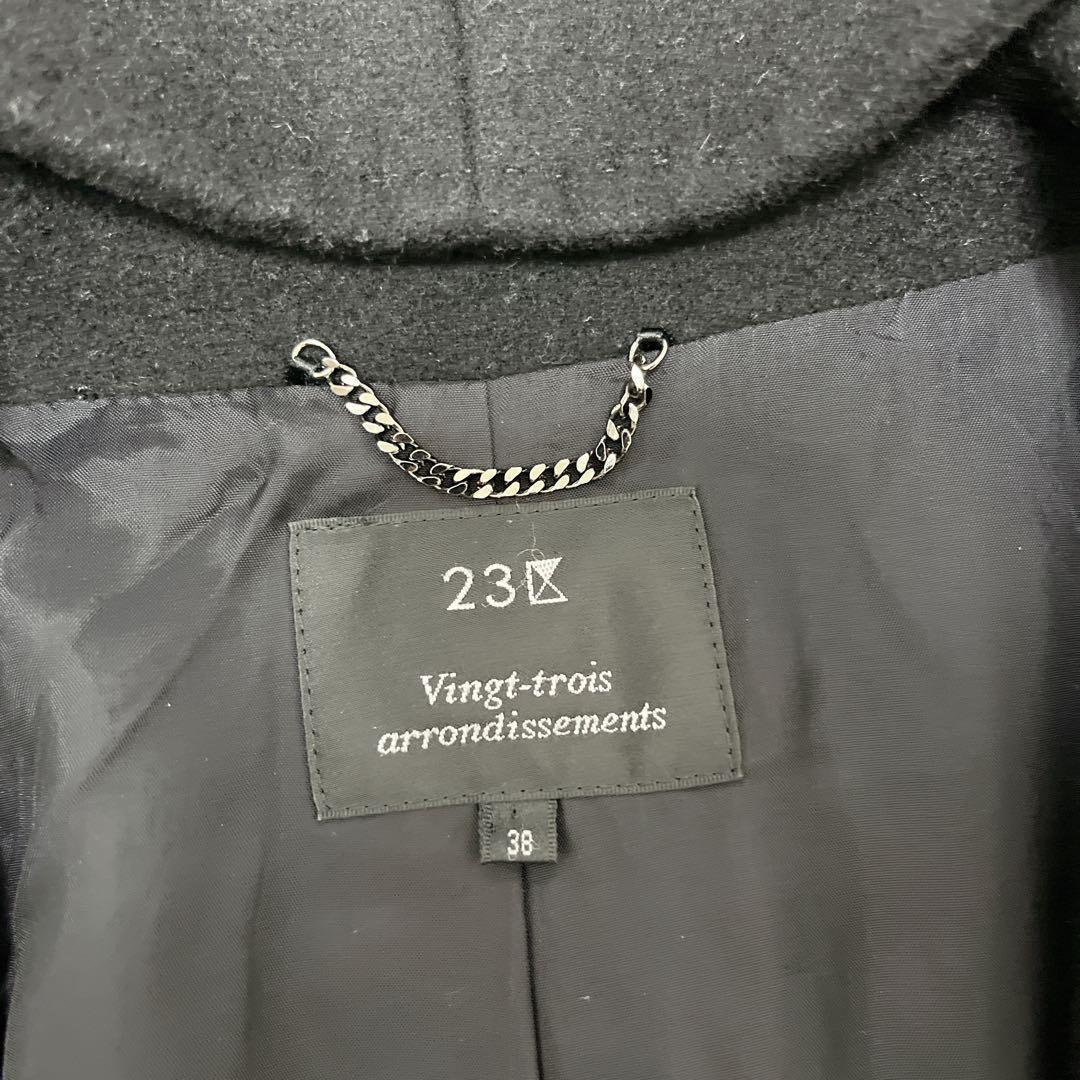 23区
Vingt-trois
arrondissements
38